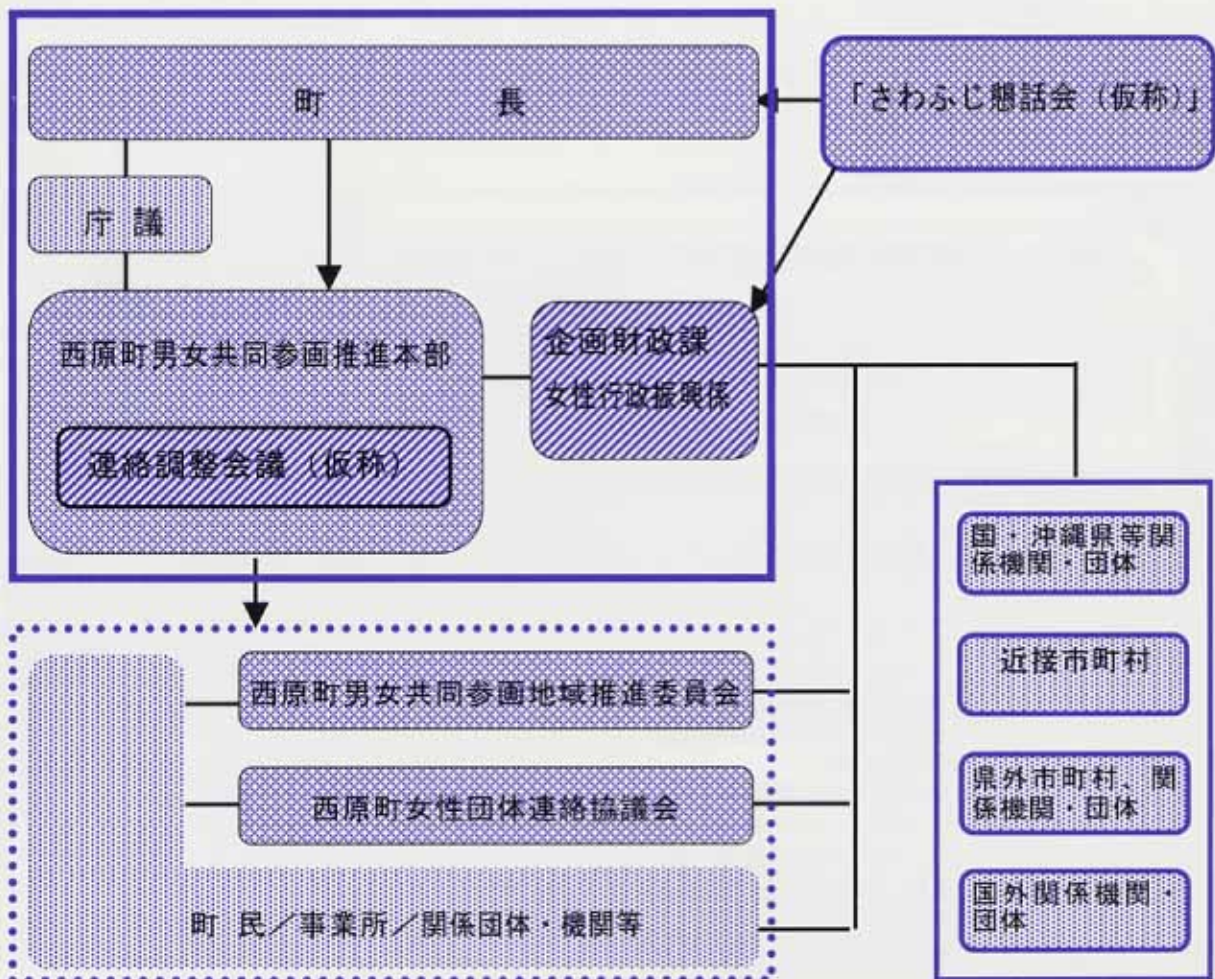 町 長
「さわふじ懇話会（仮称）」
庁 議
西原町男女共同参画推進本部
連絡調整会議（仮称）
企画財政課
女性行政振興係
国・沖縄県等関
係機関・団体
近接市町村
県外市町村、関
係機関・団体
国外関係機関・
団体
西原町男女共同参画地域推進委員会
西原町女性団体連絡協議会
町 民／事業所／関係団体・機関等